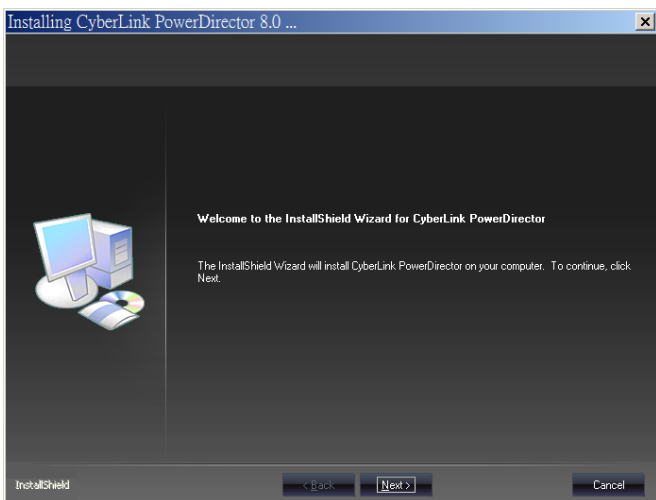 Installing CyberLink PowerDirector 8.0 ...
Welcome to the InstallShield Wizard for CyberLink PowerDirector
The InstallShield Wizard will install CyberLink PowerDirector on your computer. To continue, click
Next.
InstallShield
< Back
Next >
Cancel